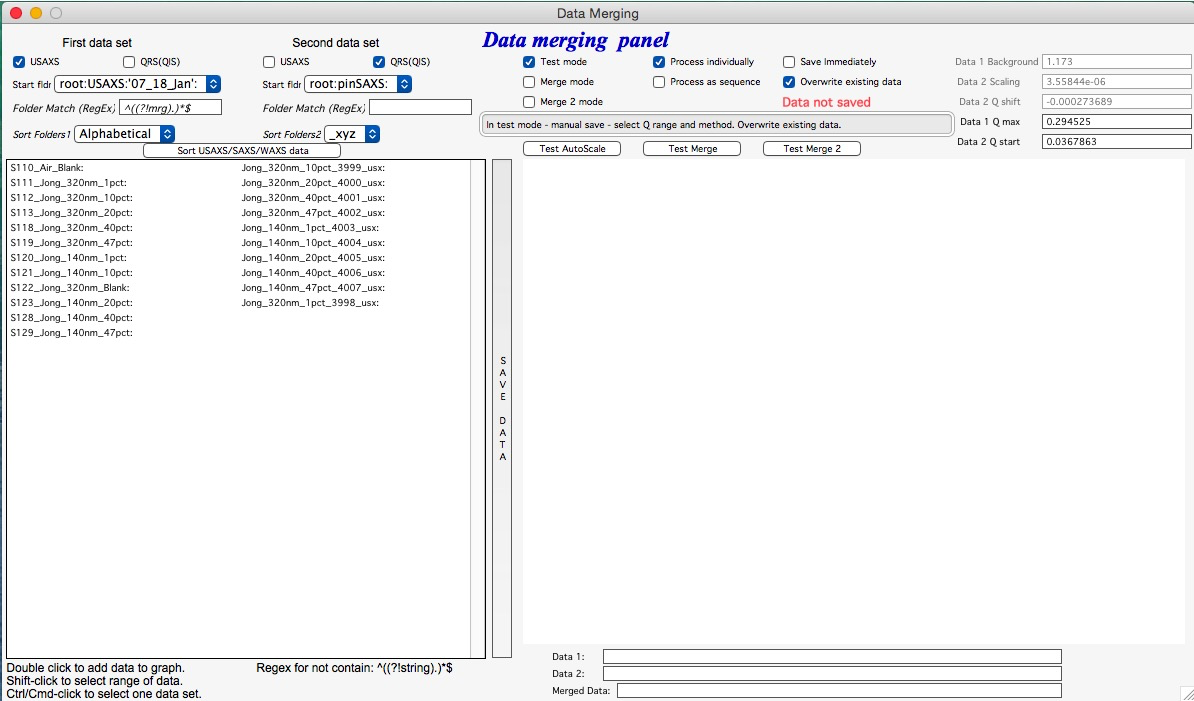 Data Merging
First data set
Second data set
Data merging panel
USAXS
QRS(QIS)
USAXS
QRS(QIS)
Test mode
Process individually
Save Immediately
Data 1 Background 1.173
Start fldr root:USAXS:'07_18_Jan':
Start fldr root:pinSAXS:
Merge mode
Process as sequence
Overwrite existing data
Data 2 Scaling 3.55844e-06
Folder Match (RegEx) ^((?!mrg).)*$
Folder Match (RegEx)
Merge 2 mode
Data not saved
Data 2 Q shift -0.000273689
In test mode - manual save - select Q range and method. Overwrite existing data.
Data 1 Q max 0.294525
Sort Folders1 Alphabetical
Sort Folders2 _xyz
Data 2 Q start 0.0367863
Sort USAXS/SAXS/WAXS data
Test AutoScale
Test Merge
Test Merge 2
S110_Air_Blank:
S111_Jong_320nm_1pct:
S112_Jong_320nm_10pct:
S113_Jong_320nm_20pct:
S118_Jong_320nm_40pct:
S119_Jong_320nm_47pct:
S120_Jong_140nm_1pct:
S121_Jong_140nm_10pct:
S122_Jong_320nm_Blank:
S123_Jong_140nm_20pct:
S128_Jong_140nm_40pct:
S129_Jong_140nm_47pct:
Jong_320nm_10pct_3999_usx:
Jong_320nm_20pct_4000_usx:
Jong_320nm_40pct_4001_usx:
Jong_320nm_47pct_4002_usx:
Jong_140nm_1pct_4003_usx:
Jong_140nm_10pct_4004_usx:
Jong_140nm_20pct_4005_usx:
Jong_140nm_40pct_4006_usx:
Jong_140nm_47pct_4007_usx:
Jong_320nm_1pct_3998_usx:
SAVE DATA
Double click to add data to graph.
Shift-click to select range of data.
Ctrl/Cmd-click to select one data set.
Regex for not contain: ^((?!string).)*$
Data 1:
Data 2:
Merged Data: